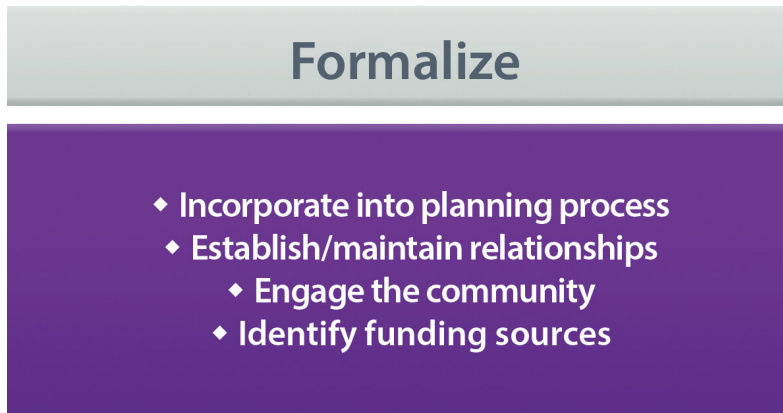 Formalize
◆ Incorporate into planning process
◆ Establish/maintain relationships
◆ Engage the community
◆ Identify funding sources